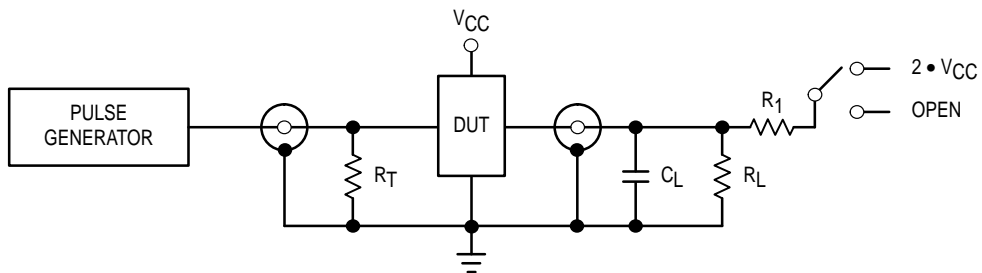 VCC
PULSE
GENERATOR
DUT
RT
CL
RL
R1
2 • VCC
OPEN